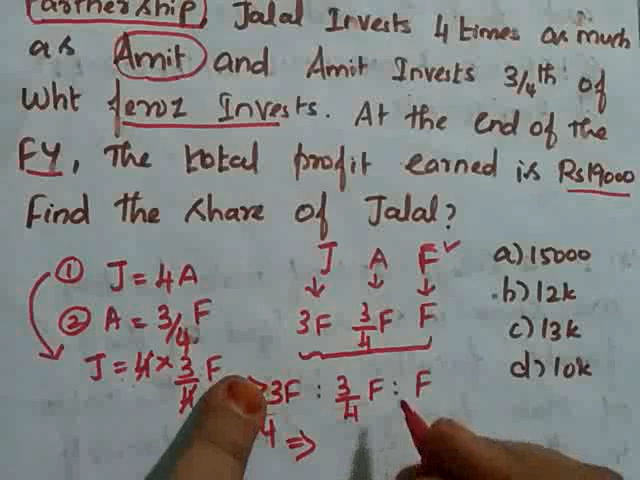 Partnership, Jalal Invests 4 times as much
as Amit and Amit Invests 3/4th of
Wht feroz Invests. At the end of the
FY, The total profit earned is Rs19000
Find the share of Jalal?
J A F ✓
① J = 4A
② A = 3/4 F
J = 4 × 3/4 F
3F 3/4 F F
3F : 3/4 F : F
4 ⇒
a) 15000
b) 12k
c) 13k
d) 10k